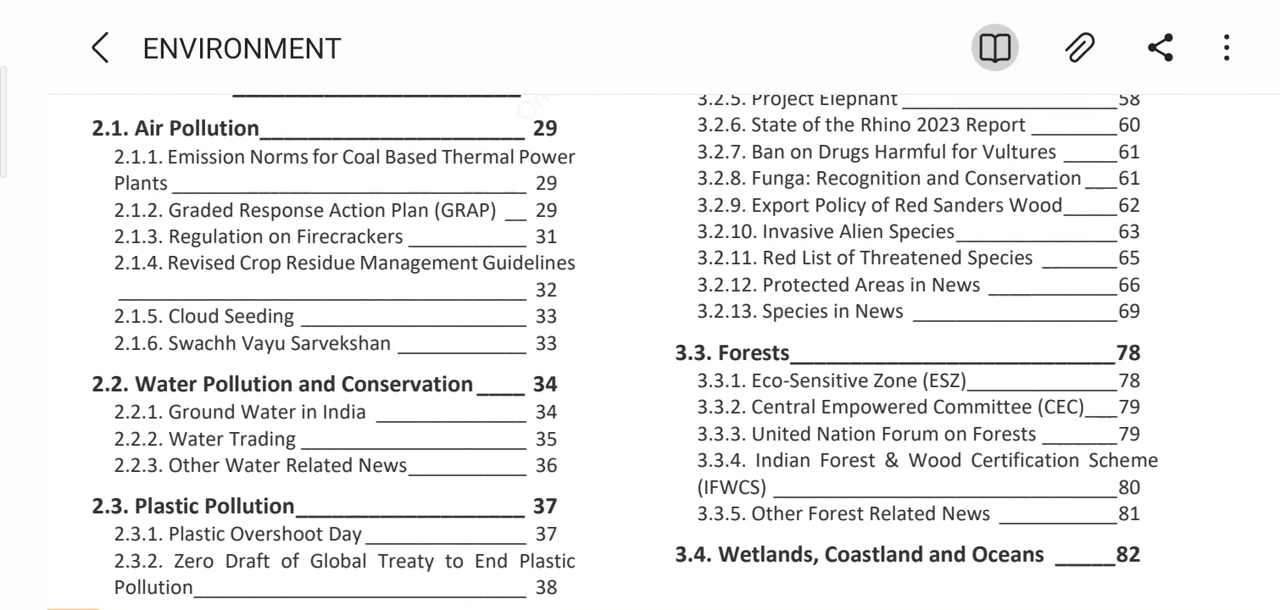 ENVIRONMENT
2.1. Air Pollution 29
2.1.1. Emission Norms for Coal Based Thermal Power
Plants 29
2.1.2. Graded Response Action Plan (GRAP) 29
2.1.3. Regulation on Firecrackers 31
2.1.4. Revised Crop Residue Management Guidelines
32
2.1.5. Cloud Seeding 33
2.1.6. Swachh Vayu Sarvekshan 33
2.2. Water Pollution and Conservation 34
2.2.1. Ground Water in India 34
2.2.2. Water Trading 35
2.2.3. Other Water Related News 36
2.3. Plastic Pollution 37
2.3.1. Plastic Overshoot Day 37
2.3.2. Zero Draft of Global Treaty to End Plastic
Pollution 38
3.2.5. Project Elephant 58
3.2.6. State of the Rhino 2023 Report 60
3.2.7. Ban on Drugs Harmful for Vultures 61
3.2.8. Funga: Recognition and Conservation 61
3.2.9. Export Policy of Red Sanders Wood 62
3.2.10. Invasive Alien Species 63
3.2.11. Red List of Threatened Species 65
3.2.12. Protected Areas in News 66
3.2.13. Species in News 69
3.3. Forests 78
3.3.1. Eco-Sensitive Zone (ESZ) 78
3.3.2. Central Empowered Committee (CEC) 79
3.3.3. United Nation Forum on Forests 79
3.3.4. Indian Forest & Wood Certification Scheme
(IFWCS) 80
3.3.5. Other Forest Related News 81
3.4. Wetlands, Coastland and Oceans 82